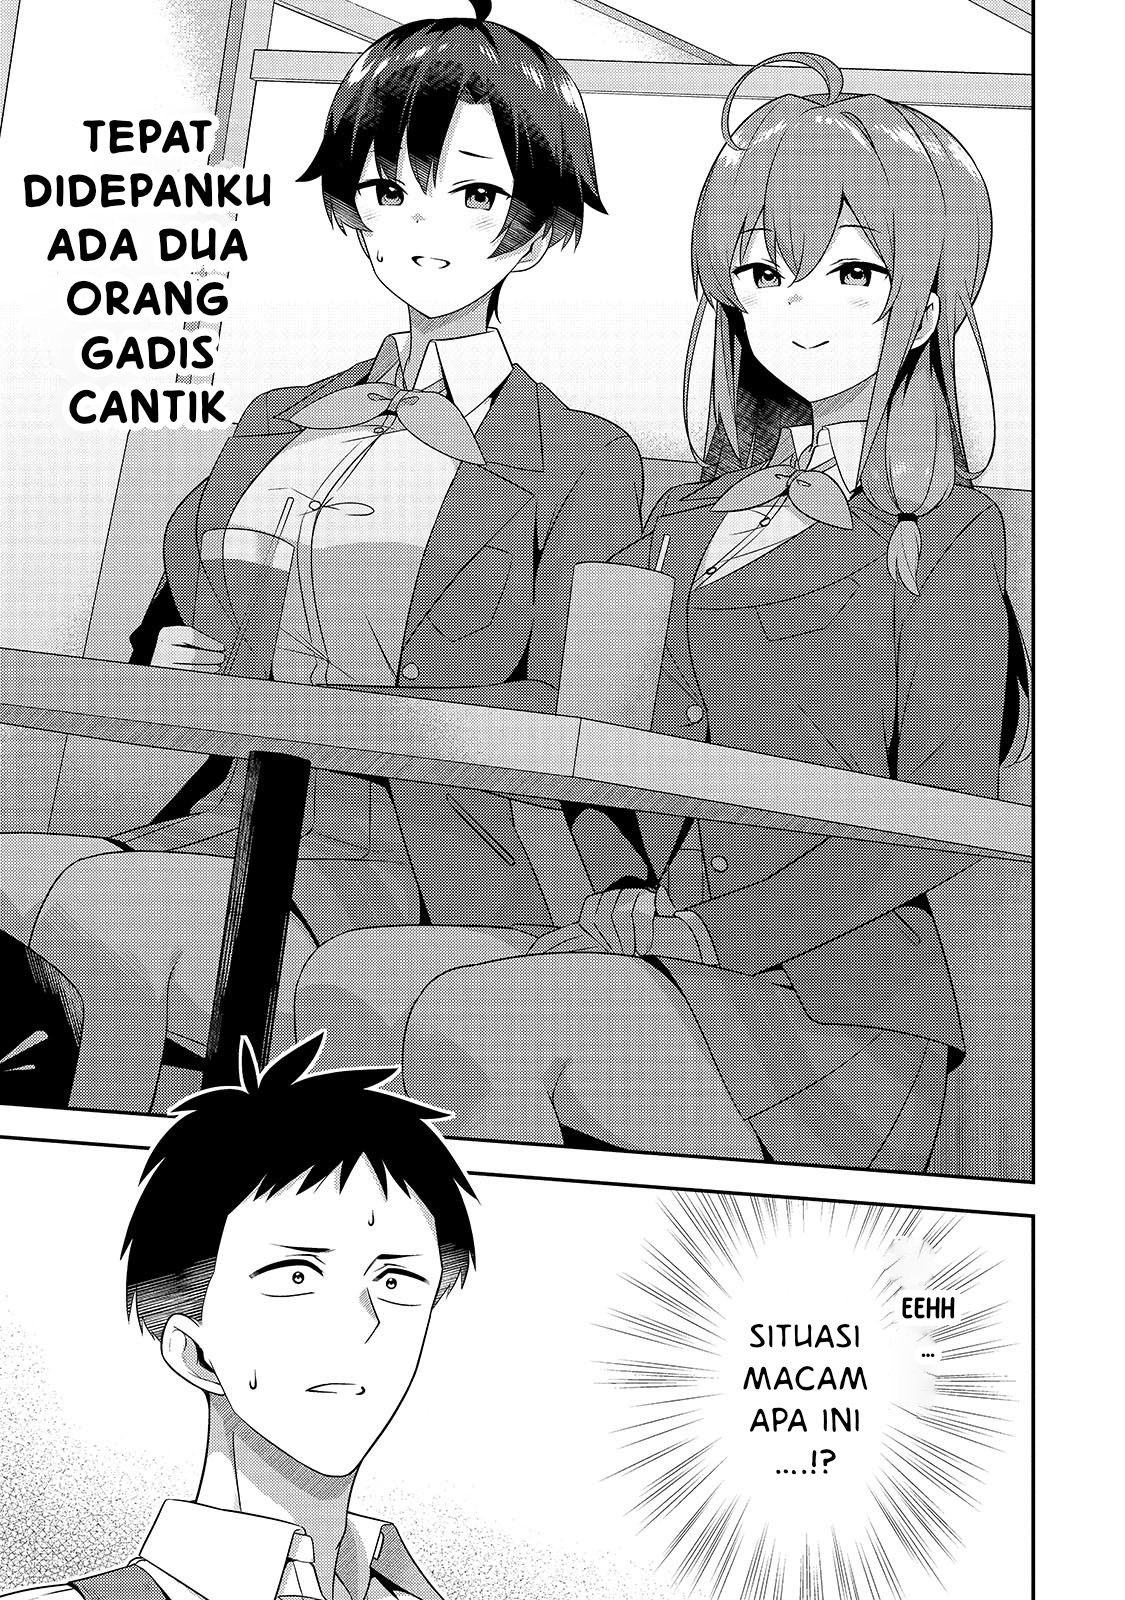 TEPAT
DIDEPANKU
ADA DUA
ORANG
GADIS
CANTIK
EEHH
...
SITUASI
MACAM
APA INI
....!?